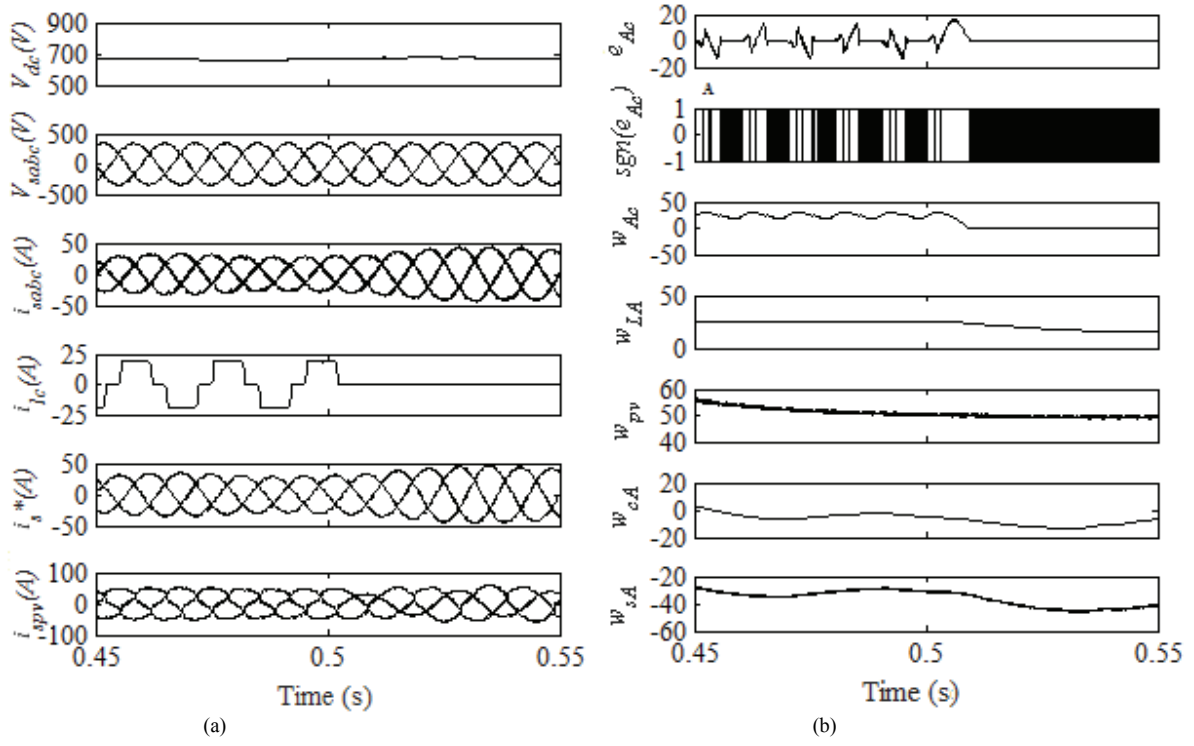 900
700
500
V_dc(V)
500
0
-500
V_sabc(V)
50
0
-50
i_sabc(A)
25
0
-25
i_lc(A)
50
0
-50
i_s*(A)
100
0
-100
i_spv(A)
0.45
0.5
0.55
Time (s)
(a)
20
0
-20
e_Ac
A
1
0
-1
sgn(e_Ac)
50
0
-50
w_Ac
50
0
w_LA
60
50
40
w_pv
20
0
-20
w_cA
-20
-40
-60
w_sA
0.45
0.5
0.55
Time (s)
(b)